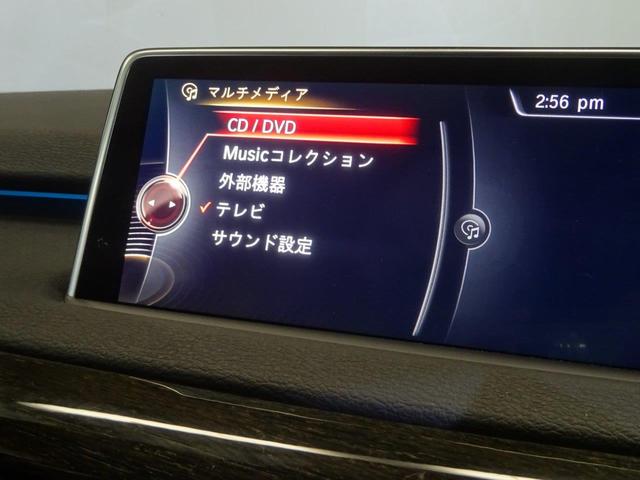 マルチメディア
2:56 pm
CD / DVD
Musicコレクション
外部機器
テレビ
サウンド設定